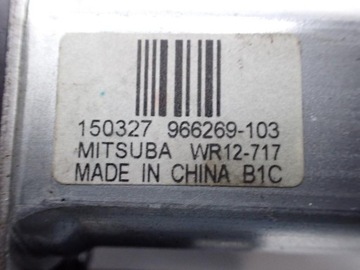 150327 966269-103
MITSUBA WR12-717
MADE IN CHINA B1C